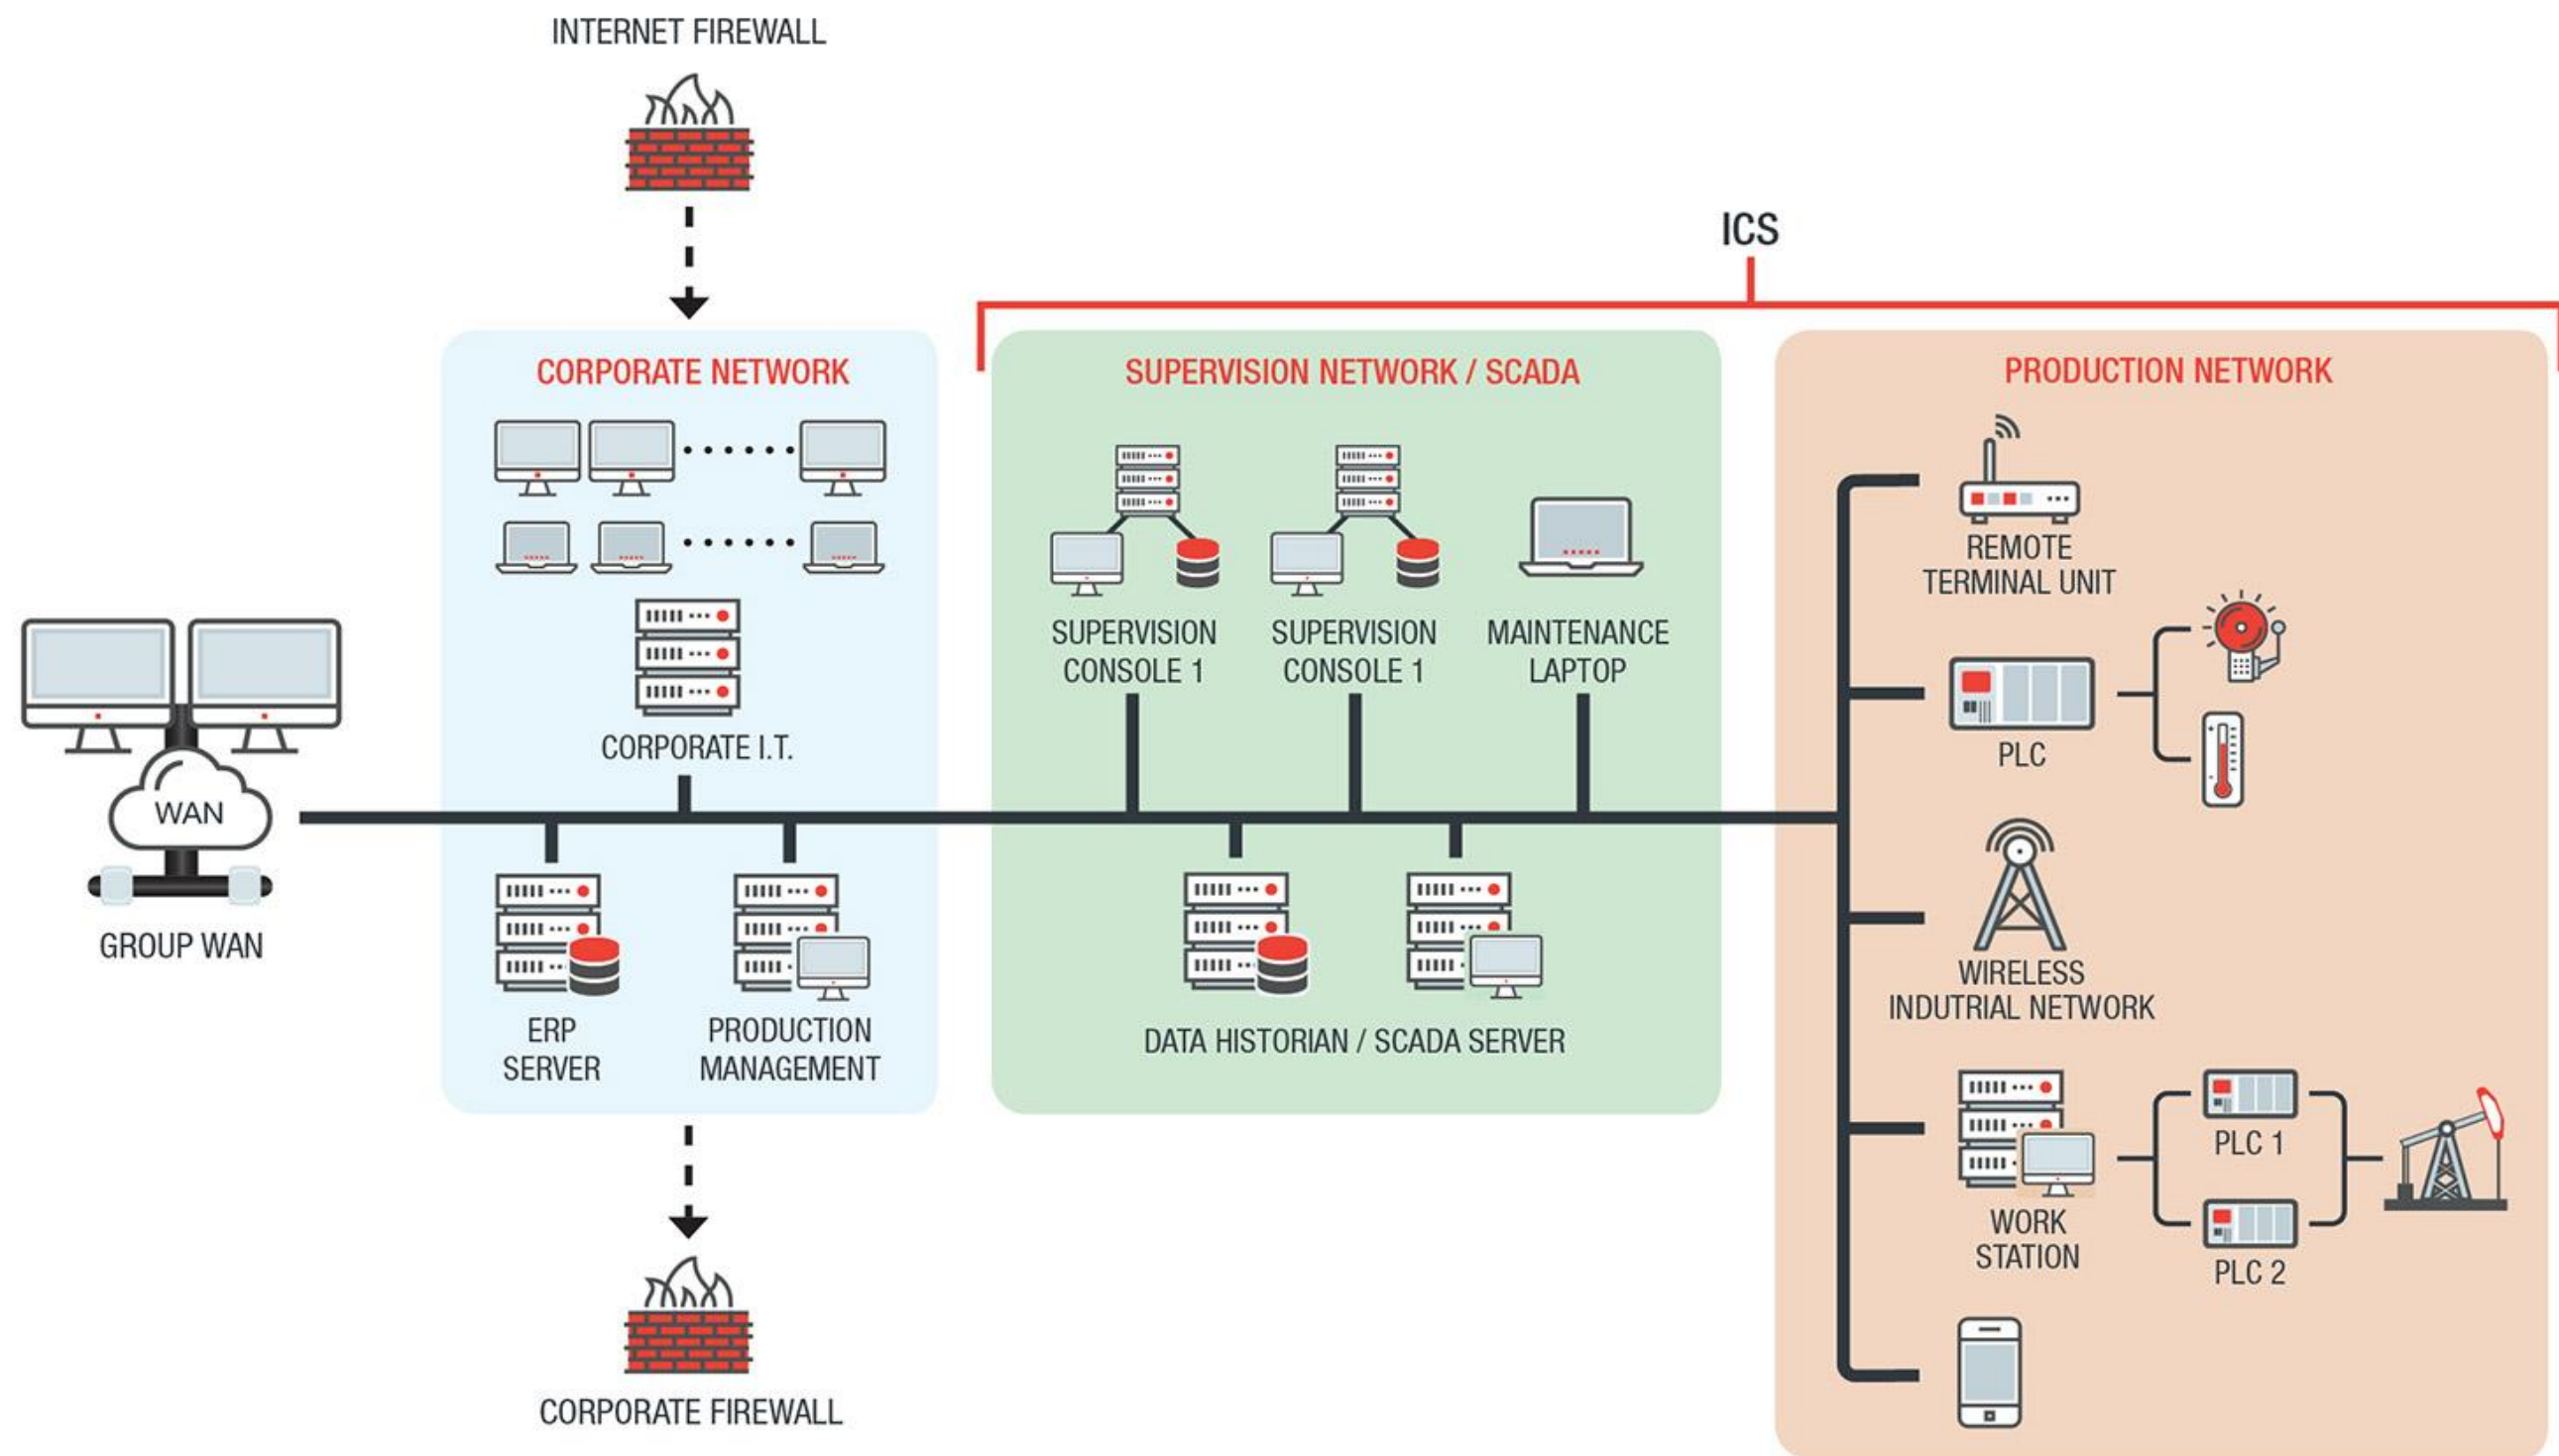 INTERNET FIREWALL
ICS
CORPORATE NETWORK
SUPERVISION NETWORK / SCADA
PRODUCTION NETWORK
REMOTE
TERMINAL UNIT
SUPERVISION
CONSOLE 1
SUPERVISION
CONSOLE 1
MAINTENANCE
LAPTOP
CORPORATE I.T.
PLC
WAN
GROUP WAN
WIRELESS
INDUTRIAL NETWORK
ERP
SERVER
PRODUCTION
MANAGEMENT
DATA HISTORIAN / SCADA SERVER
PLC 1
WORK
STATION
PLC 2
CORPORATE FIREWALL